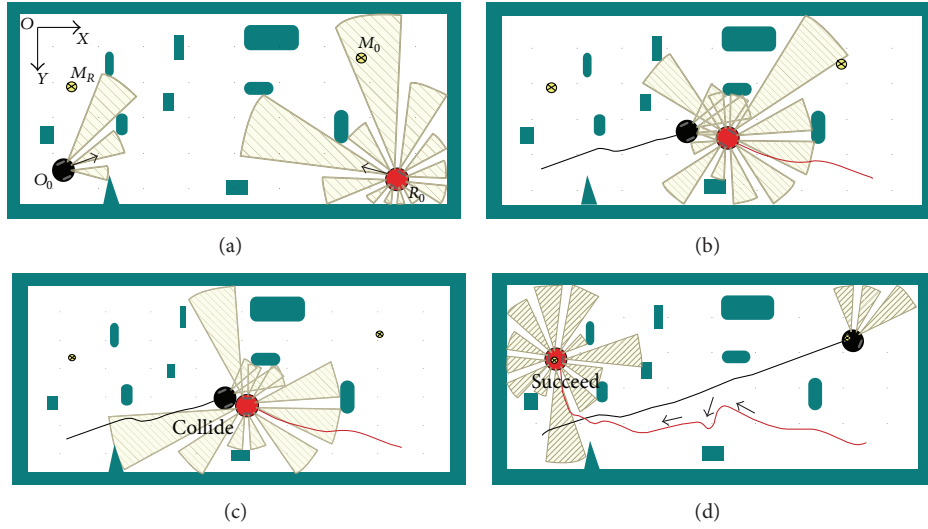 O
X
Y
M_R
M_0
O_0
R_0
(a)
(b)
Collide
(c)
Succeed
(d)